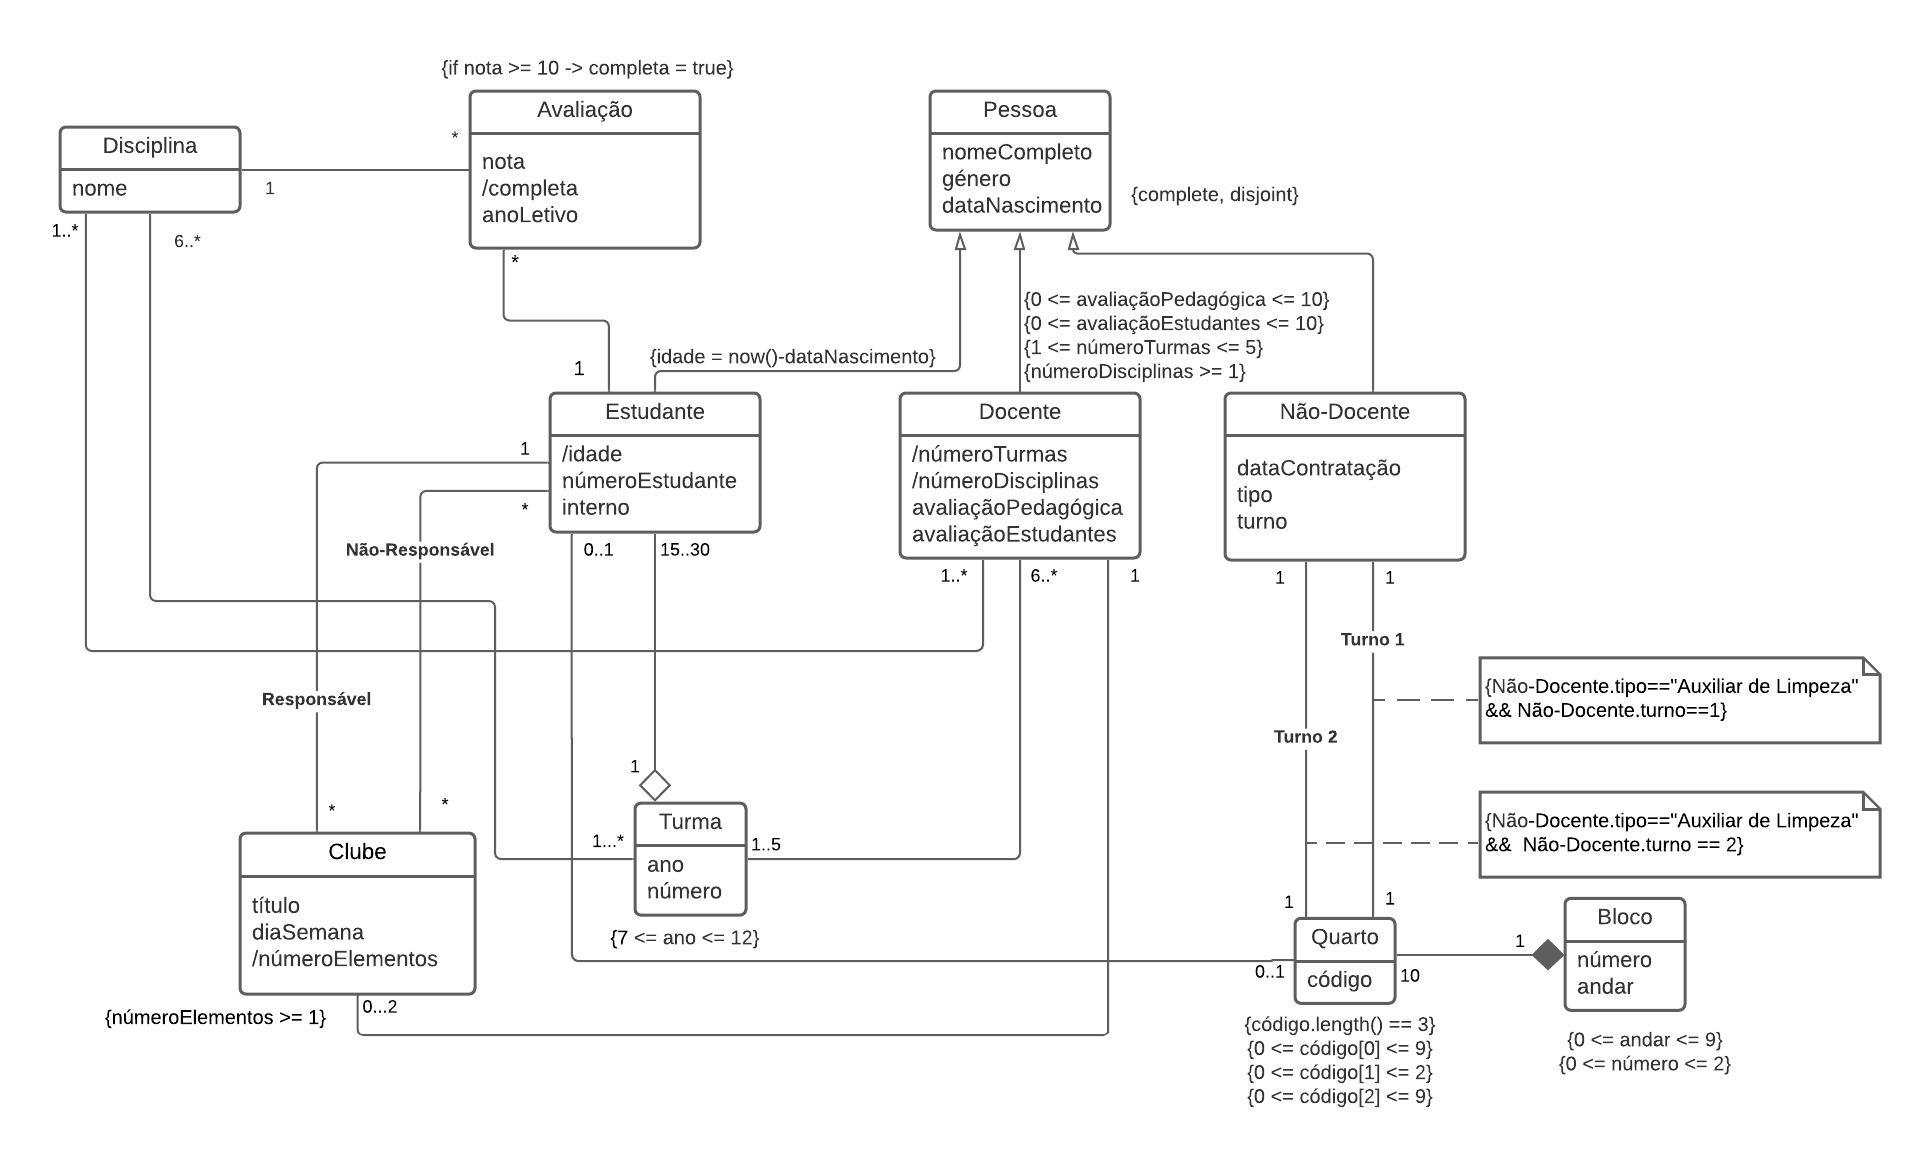 {if nota >= 10 -> completa = true}
Avaliação
nota
/completa
anoLetivo
Pessoa
nomeCompleto
género
dataNascimento
{complete, disjoint}
Disciplina
nome
*
1
1..*
6..*
*
1
{idade = now()-dataNascimento}
{0 <= avaliaçãoPedagógica <= 10}
{0 <= avaliaçãoEstudantes <= 10}
{1 <= númeroTurmas <= 5}
{númeroDisciplinas >= 1}
Estudante
/idade
númeroEstudante
interno
Docente
/númeroTurmas
/númeroDisciplinas
avaliaçãoPedagógica
avaliaçãoEstudantes
Não-Docente
dataContratação
tipo
turno
1
*
Não-Responsável
0..1
15..30
1..*
6..*
1
1
1
Turno 1
Responsável
Turno 2
{Não-Docente.tipo=="Auxiliar de Limpeza"
&& Não-Docente.turno==1}
1
*
*
{Não-Docente.tipo=="Auxiliar de Limpeza"
&& Não-Docente.turno == 2}
Turma
ano
número
1...*
1..5
{7 <= ano <= 12}
Clube
título
diaSemana
/númeroElementos
{númeroElementos >= 1}
0...2
1
1
Quarto
código
0..1
10
1
Bloco
número
andar
{código.length() == 3}
{0 <= código[0] <= 9}
{0 <= código[1] <= 2}
{0 <= código[2] <= 9}
{0 <= andar <= 9}
{0 <= número <= 2}